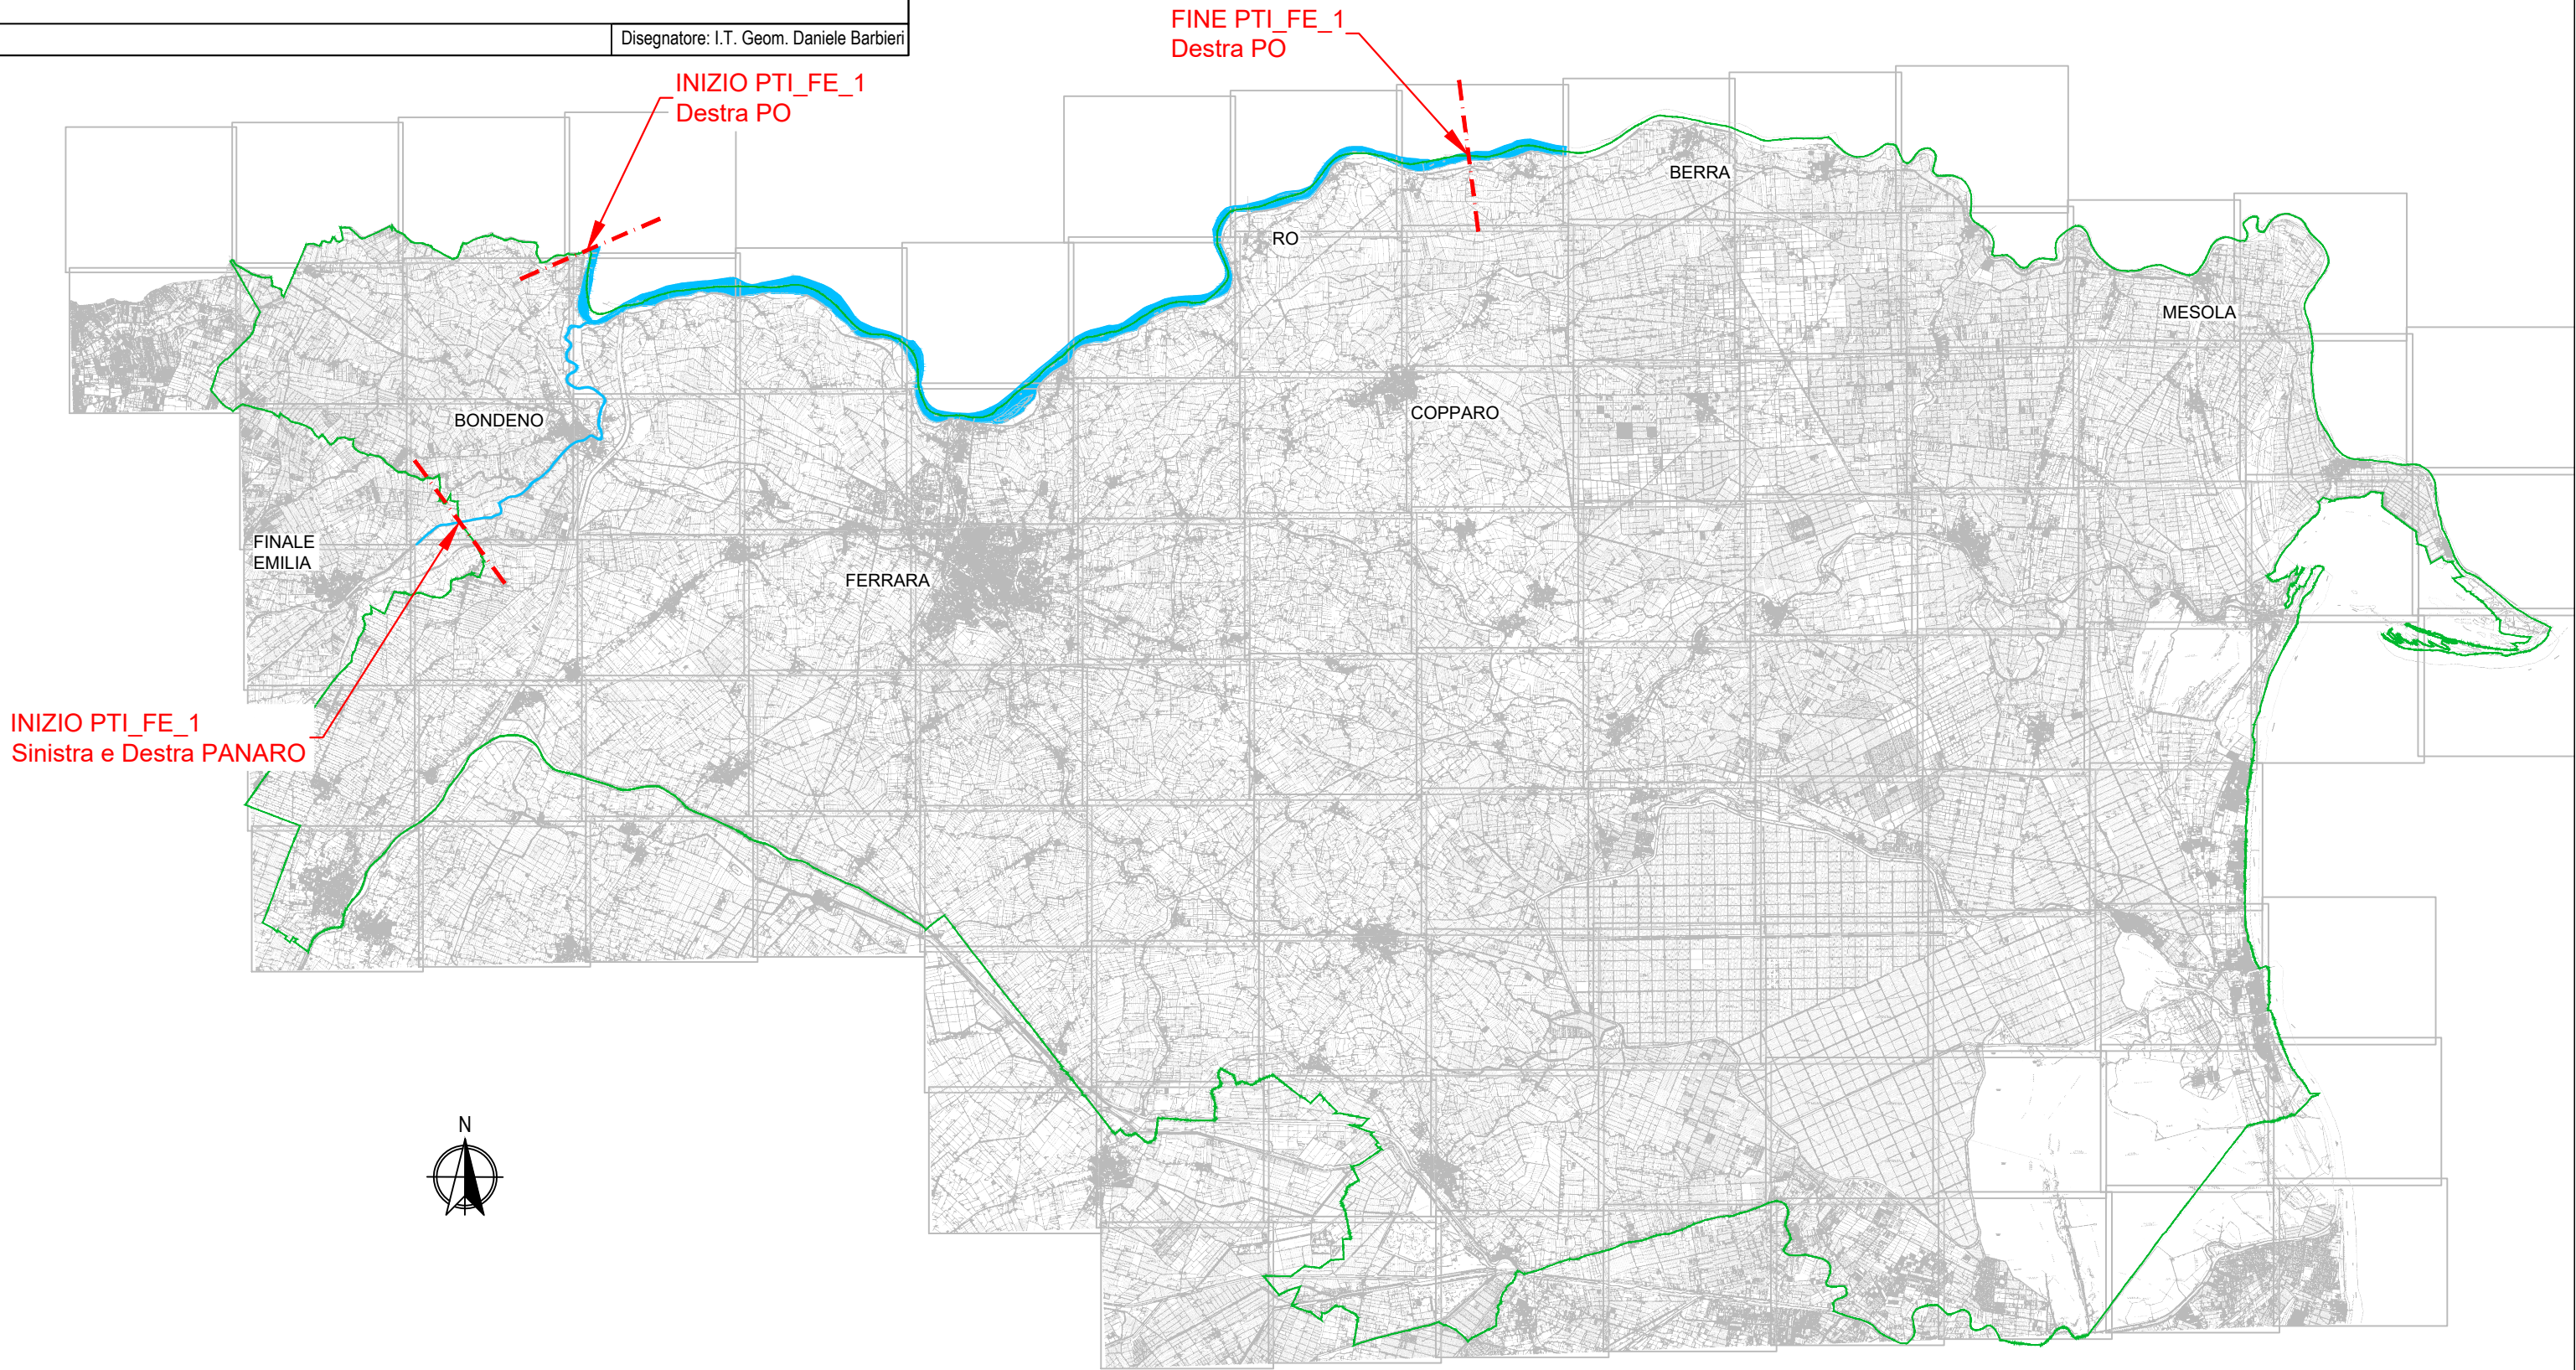 Disegnatore: I.T. Geom. Daniele Barbieri
FINE PTI_FE_1
Destra PO
INIZIO PTI_FE_1
Destra PO
BERRA
RO
MESOLA
COPPARO
BONDENO
FINALE
EMILIA
FERRARA
INIZIO PTI_FE_1
Sinistra e Destra PANARO
N